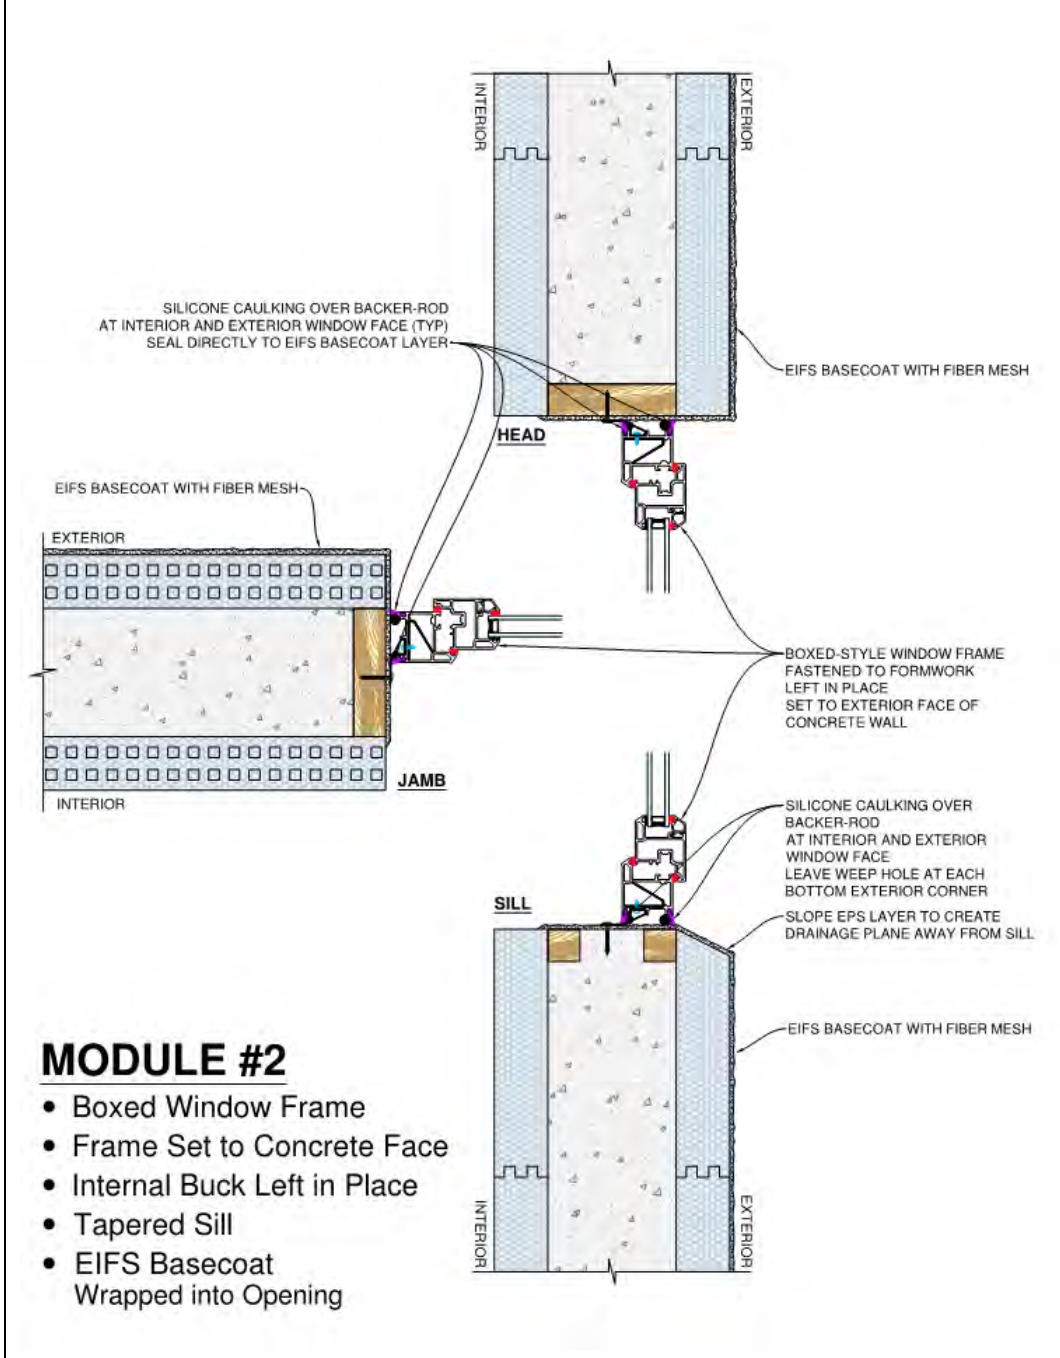 INTERIOR
EXTERIOR
SILICONE CAULKING OVER BACKER-ROD
AT INTERIOR AND EXTERIOR WINDOW FACE (TYP)
SEAL DIRECTLY TO EIFS BASECOAT LAYER
EIFS BASECOAT WITH FIBER MESH
HEAD
EIFS BASECOAT WITH FIBER MESH
EXTERIOR
BOXED-STYLE WINDOW FRAME
FASTENED TO FORMWORK
LEFT IN PLACE
SET TO EXTERIOR FACE OF
CONCRETE WALL
JAMB
INTERIOR
SILICONE CAULKING OVER
BACKER-ROD
AT INTERIOR AND EXTERIOR
WINDOW FACE
LEAVE WEEP HOLE AT EACH
BOTTOM EXTERIOR CORNER
SILL
SLOPE EPS LAYER TO CREATE
DRAINAGE PLANE AWAY FROM SILL
EIFS BASECOAT WITH FIBER MESH
MODULE #2
• Boxed Window Frame
• Frame Set to Concrete Face
• Internal Buck Left in Place
• Tapered Sill
• EIFS Basecoat
Wrapped into Opening
INTERIOR
EXTERIOR